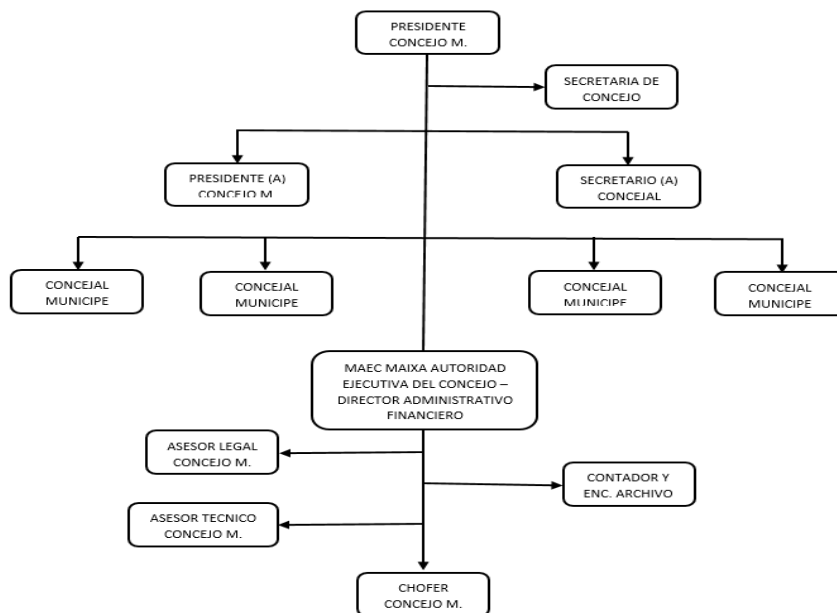 PRESIDENTE
CONCEJO M.
SECRETARIA DE
CONCEJO
PRESIDENTE (A)
CONCEJO M
SECRETARIO (A)
CONCEJAL
CONCEJAL
MUNICIPE
CONCEJAL
MUNICIPE
CONCEJAL
MUNICIPE
CONCEJAL
MUNICIPE
MAEC MAIXA AUTORIDAD
EJECUTIVA DEL CONCEJO –
DIRECTOR ADMINISTRATIVO
FINANCIERO
ASESOR LEGAL
CONCEJO M.
CONTADOR Y
ENC. ARCHIVO
ASESOR TECNICO
CONCEJO M.
CHOFER
CONCEJO M.